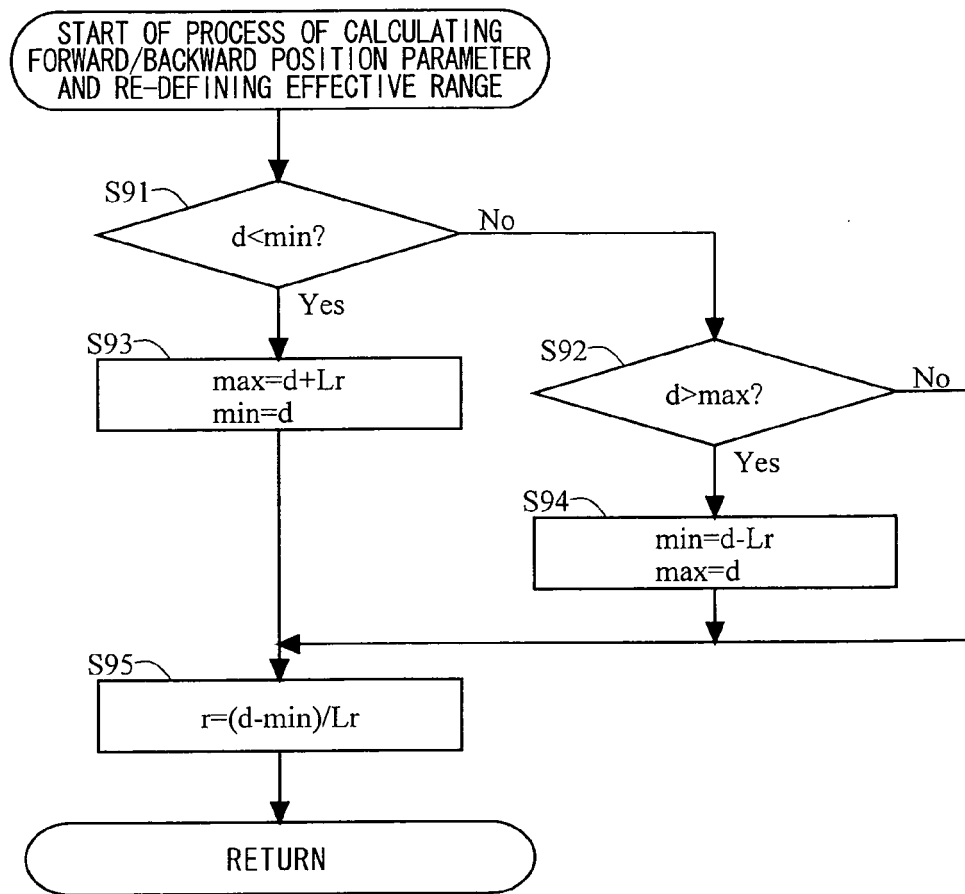 START OF PROCESS OF CALCULATING
FORWARD/BACKWARD POSITION PARAMETER
AND RE-DEFINING EFFECTIVE RANGE
S91
d<min?
No
Yes
S93
max=d+Lr
min=d
S92
d>max?
No
Yes
S94
min=d-Lr
max=d
S95
r=(d-min)/Lr
RETURN